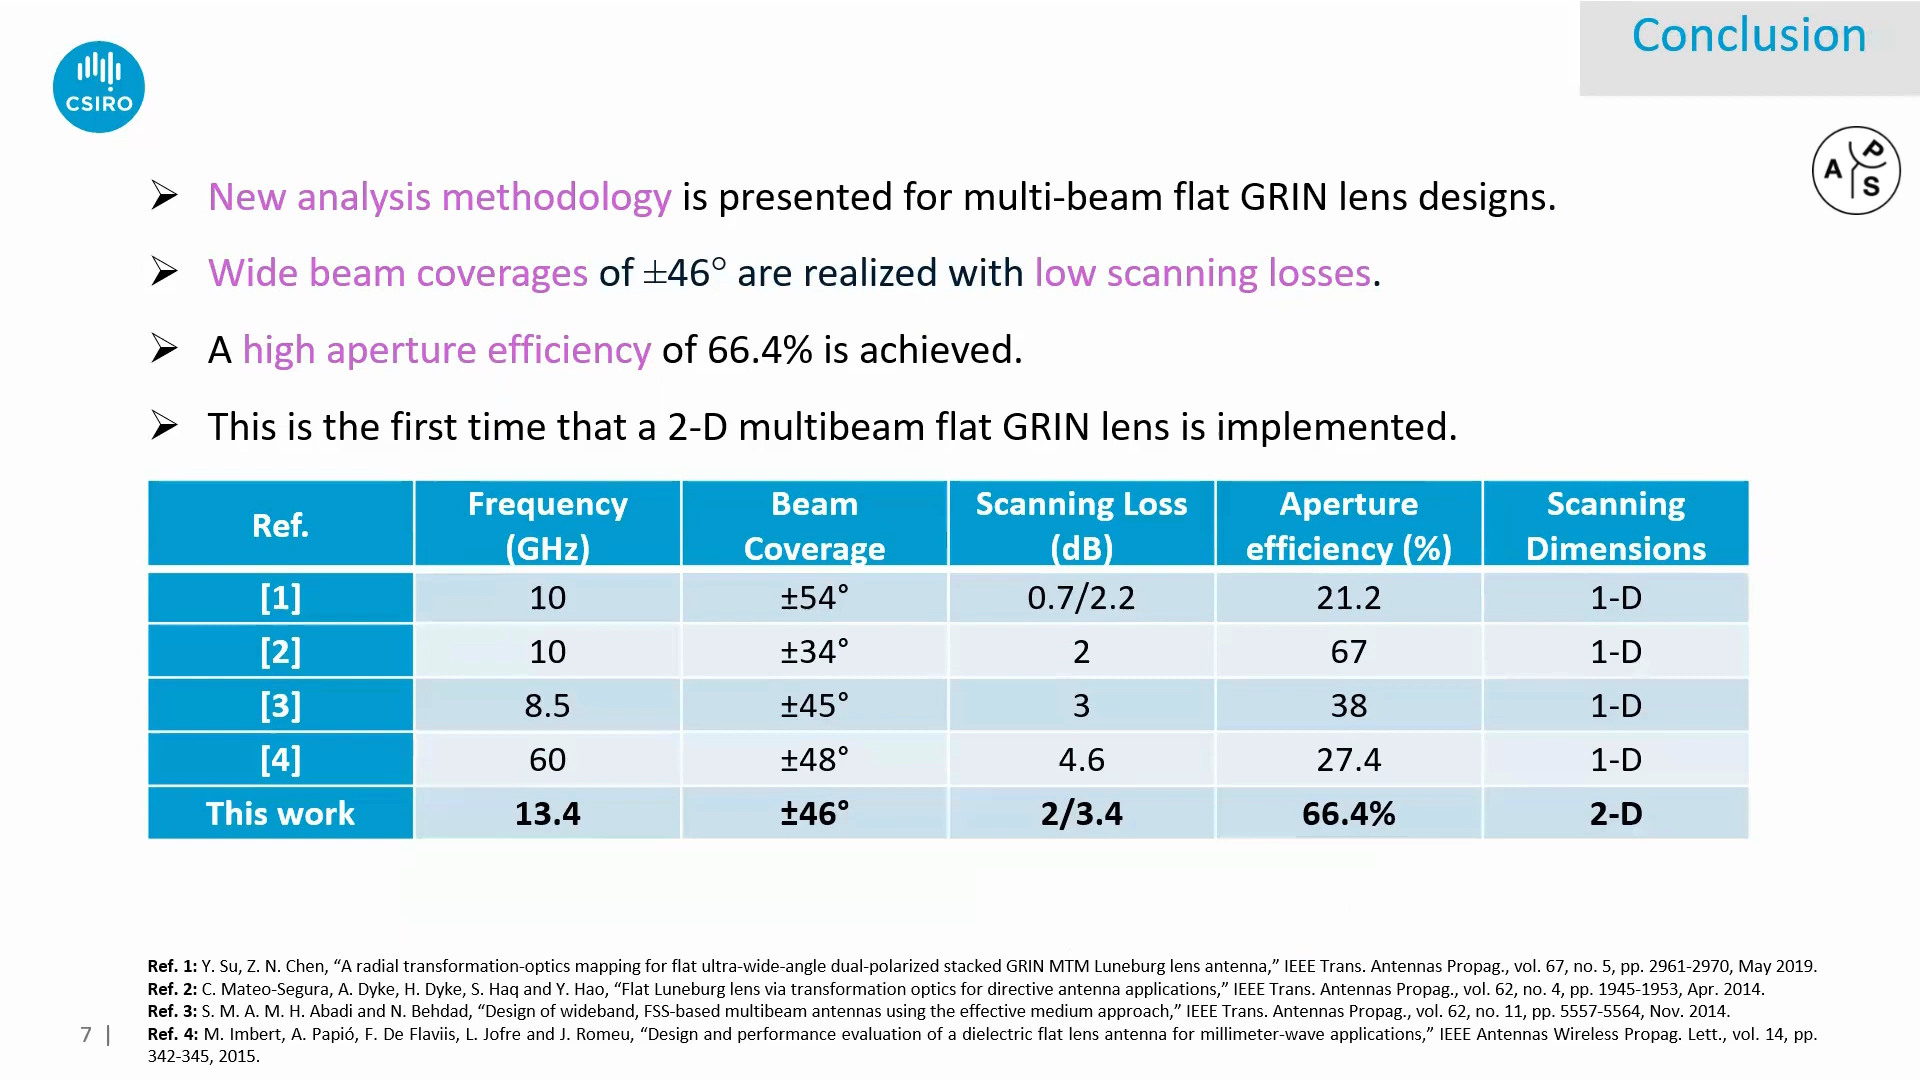 Conclusion
CSIRO
A P S
➢ New analysis methodology is presented for multi-beam flat GRIN lens designs.
➢ Wide beam coverages of ±46° are realized with low scanning losses.
➢ A high aperture efficiency of 66.4% is achieved.
➢ This is the first time that a 2-D multibeam flat GRIN lens is implemented.
Ref. Frequency (GHz) Beam Coverage Scanning Loss (dB) Aperture efficiency (%) Scanning Dimensions
[1] 10 ±54° 0.7/2.2 21.2 1-D
[2] 10 ±34° 2 67 1-D
[3] 8.5 ±45° 3 38 1-D
[4] 60 ±48° 4.6 27.4 1-D
This work 13.4 ±46° 2/3.4 66.4% 2-D
Ref. 1: Y. Su, Z. N. Chen, “A radial transformation-optics mapping for flat ultra-wide-angle dual-polarized stacked GRIN MTM Luneburg lens antenna,” IEEE Trans. Antennas Propag., vol. 67, no. 5, pp. 2961-2970, May 2019.
Ref. 2: C. Mateo-Segura, A. Dyke, H. Dyke, S. Haq and Y. Hao, “Flat Luneburg lens via transformation optics for directive antenna applications,” IEEE Trans. Antennas Propag., vol. 62, no. 4, pp. 1945-1953, Apr. 2014.
Ref. 3: S. M. A. M. H. Abadi and N. Behdad, “Design of wideband, FSS-based multibeam antennas using the effective medium approach,” IEEE Trans. Antennas Propag., vol. 62, no. 11, pp. 5557-5564, Nov. 2014.
Ref. 4: M. Imbert, A. Papió, F. De Flaviis, L. Jofre and J. Romeu, “Design and performance evaluation of a dielectric flat lens antenna for millimeter-wave applications,” IEEE Antennas Wireless Propag. Lett., vol. 14, pp.
342-345, 2015.
7 |